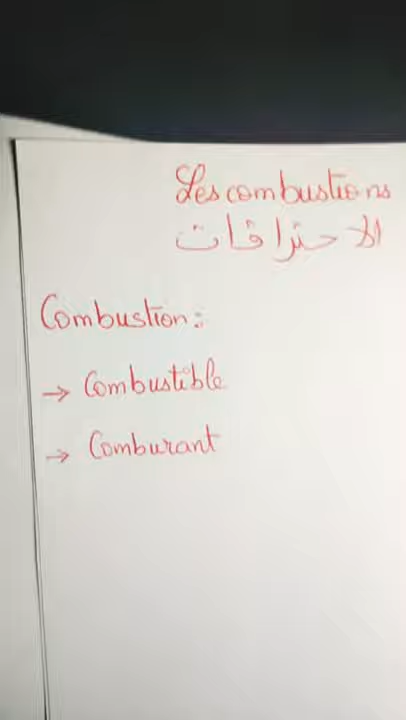 Les combustions
الاحتراقات
Combustion :
→ Combustible
→ Comburant